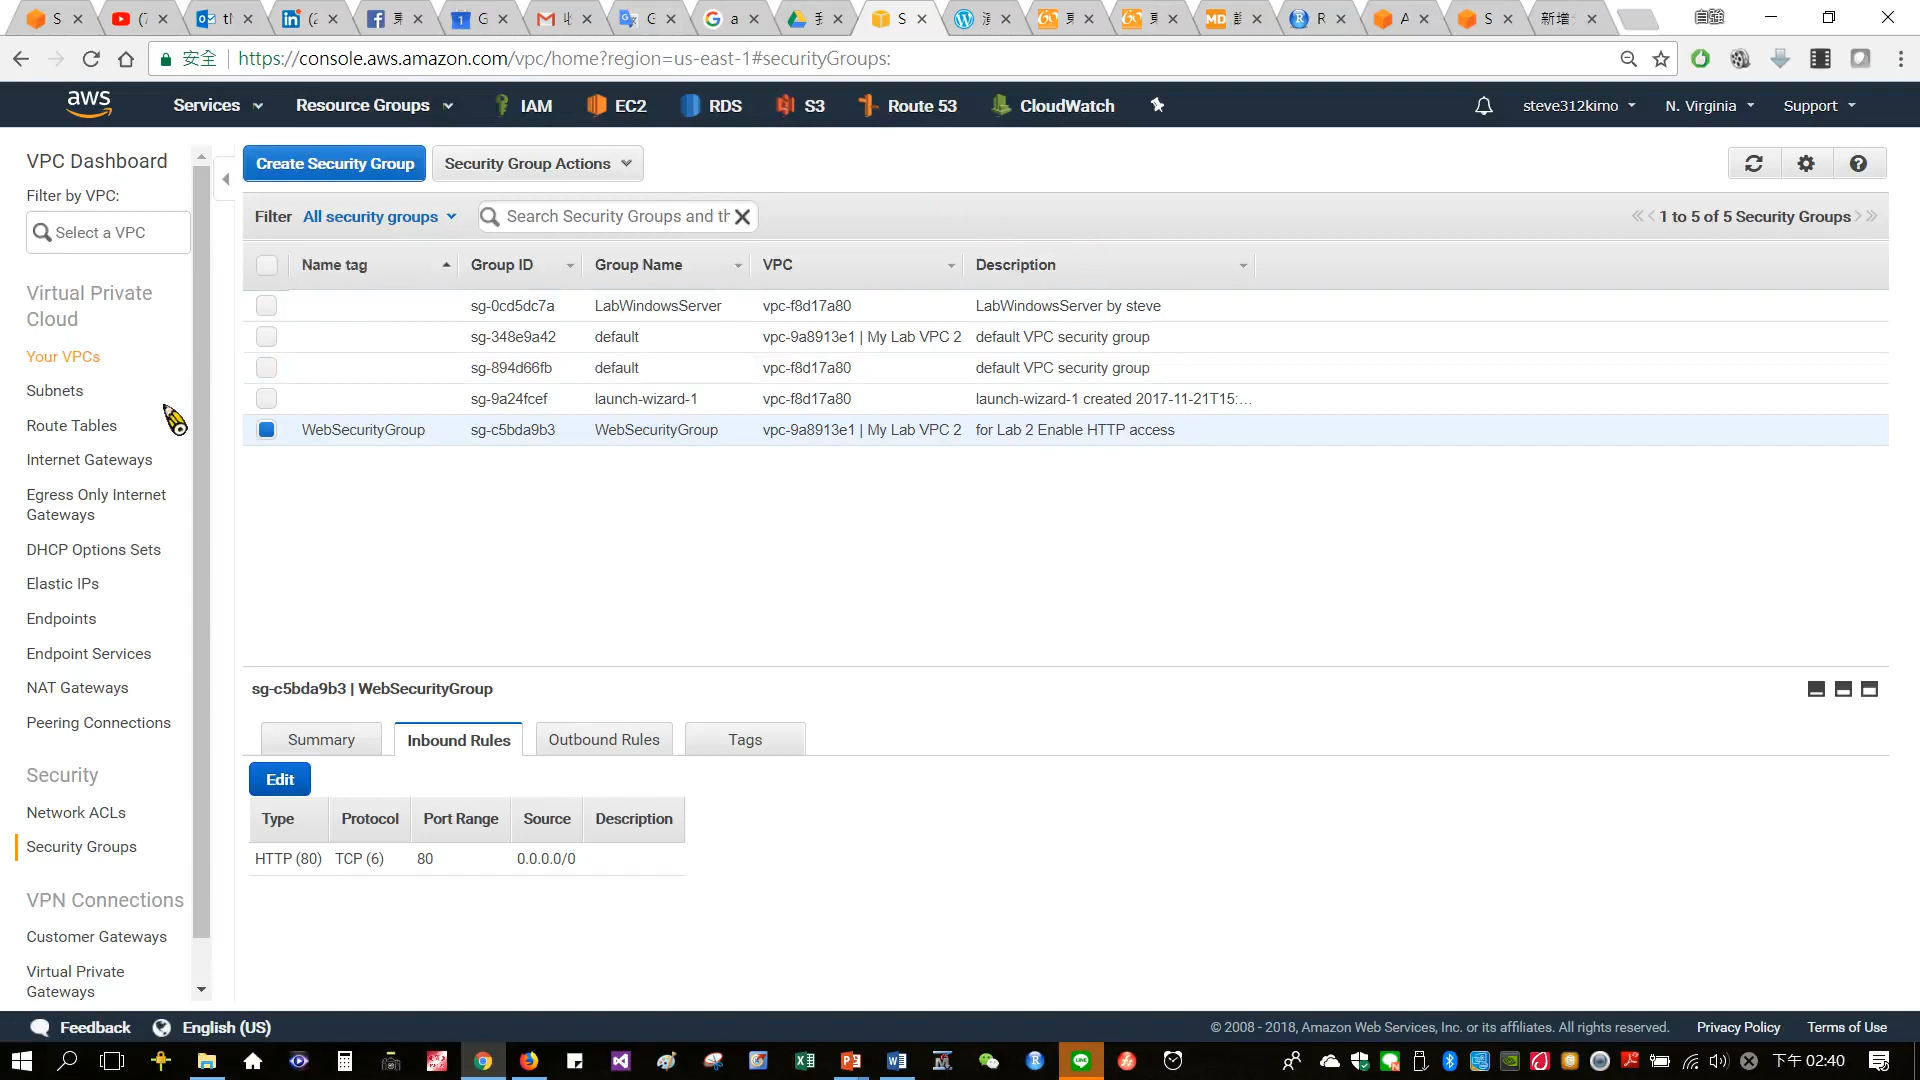 S
(7
tl
(2
G
G
a
S
R
A
S
新增
自強
安全
https://console.aws.amazon.com/vpc/home?region=us-east-1#securityGroups:
aws
Services
Resource Groups
IAM
EC2
RDS
S3
Route 53
CloudWatch
steve312kimo
N. Virginia
Support
VPC Dashboard
Filter by VPC:
Select a VPC
Virtual Private
Cloud
Your VPCs
Subnets
Route Tables
Internet Gateways
Egress Only Internet
Gateways
DHCP Options Sets
Elastic IPs
Endpoints
Endpoint Services
NAT Gateways
Peering Connections
Security
Network ACLs
Security Groups
VPN Connections
Customer Gateways
Virtual Private
Gateways
Create Security Group
Security Group Actions
Filter All security groups
Search Security Groups and th
1 to 5 of 5 Security Groups
Name tag Group ID Group Name VPC Description
sg-0cd5dc7a LabWindowsServer vpc-f8d17a80 LabWindowsServer by steve
sg-348e9a42 default vpc-9a8913e1 | My Lab VPC 2 default VPC security group
sg-894d66fb default vpc-f8d17a80 default VPC security group
sg-9a24fcef launch-wizard-1 vpc-f8d17a80 launch-wizard-1 created 2017-11-21T15:...
WebSecurityGroup sg-c5bda9b3 WebSecurityGroup vpc-9a8913e1 | My Lab VPC 2 for Lab 2 Enable HTTP access
sg-c5bda9b3 | WebSecurityGroup
Summary
Inbound Rules
Outbound Rules
Tags
Edit
Type Protocol Port Range Source Description
HTTP (80) TCP (6) 80 0.0.0.0/0
Feedback
English (US)
© 2008 - 2018, Amazon Web Services, Inc. or its affiliates. All rights reserved.
Privacy Policy
Terms of Use
下午 02:40